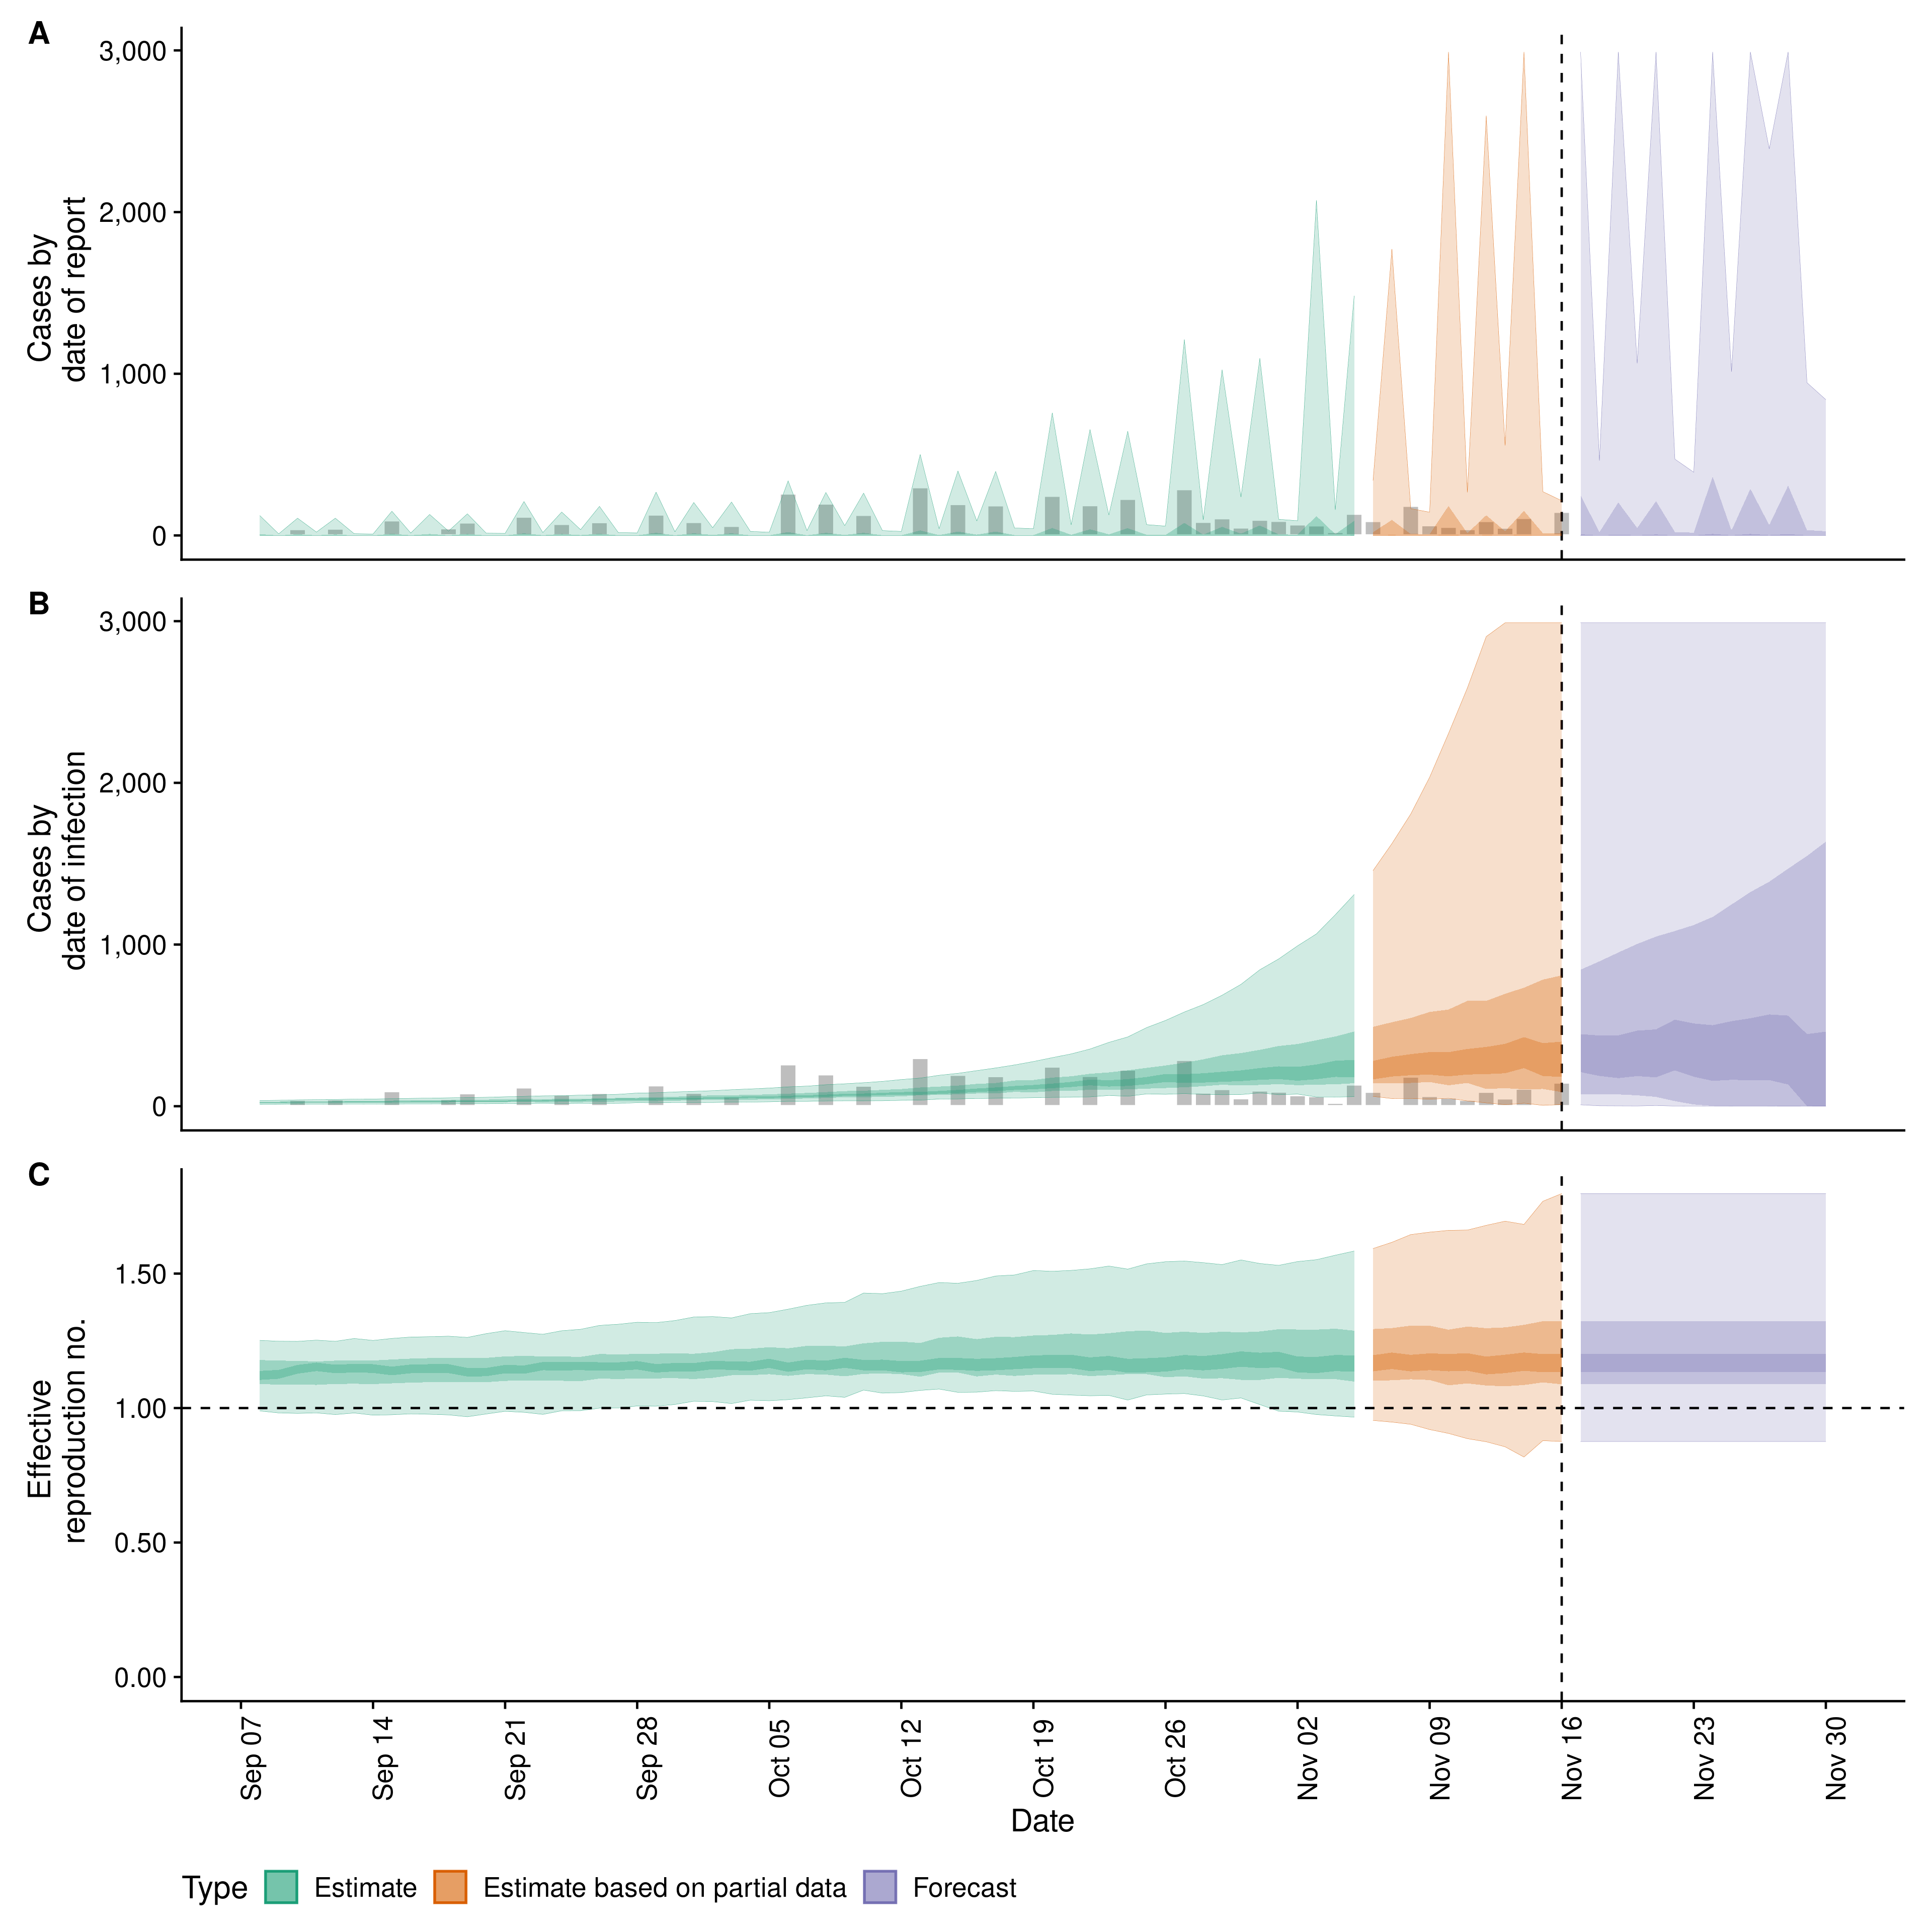 A
3,000
2,000
1,000
0
Cases by
date of report
B
3,000
2,000
1,000
0
Cases by
date of infection
C
1.50
1.00
0.50
0.00
Effective
reproduction no.
Sep 07
Sep 14
Sep 21
Sep 28
Oct 05
Oct 12
Oct 19
Oct 26
Nov 02
Nov 09
Nov 16
Nov 23
Nov 30
Date
Type
Estimate
Estimate based on partial data
Forecast